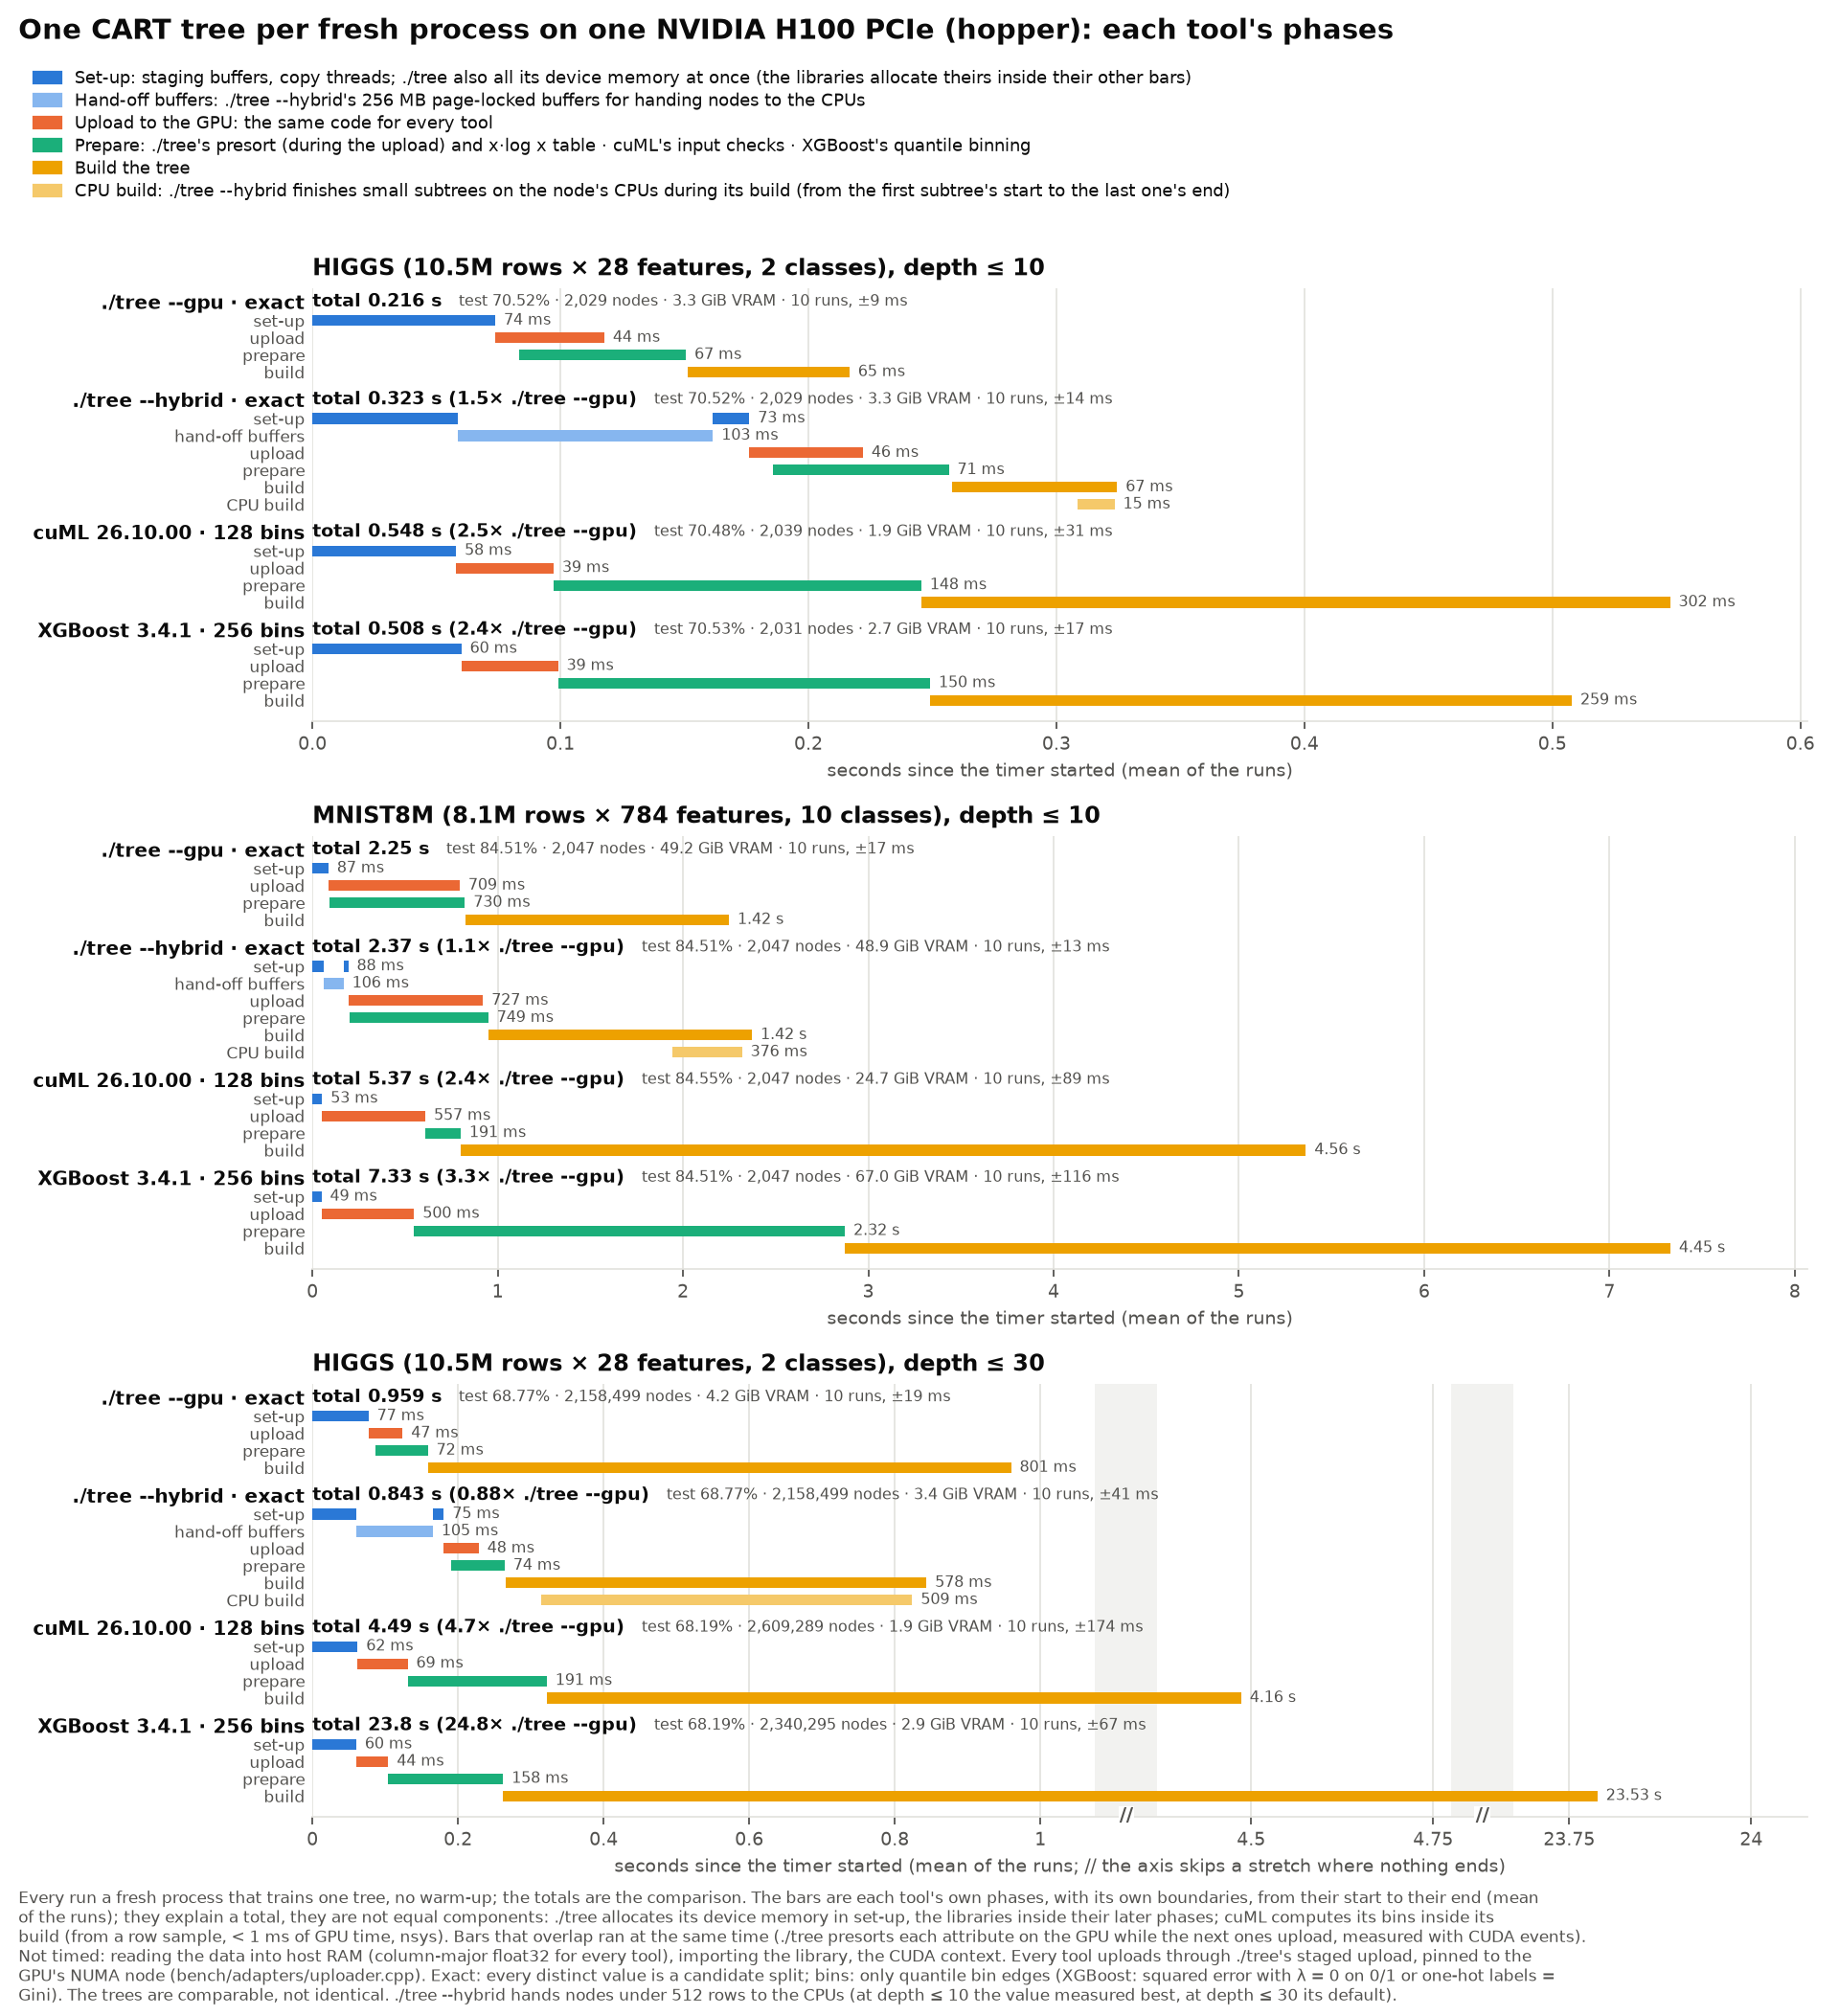 One CART tree per fresh process on one NVIDIA H100 PCIe (hopper): each tool's phases
Set-up: staging buffers, copy threads; ./tree also all its device memory at once (the libraries allocate theirs inside their other bars)
Hand-off buffers: ./tree --hybrid's 256 MB page-locked buffers for handing nodes to the CPUs
Upload to the GPU: the same code for every tool
Prepare: ./tree's presort (during the upload) and x·log x table · cuML's input checks · XGBoost's quantile binning
Build the tree
CPU build: ./tree --hybrid finishes small subtrees on the node's CPUs during its build (from the first subtree's start to the last one's end)
HIGGS (10.5M rows × 28 features, 2 classes), depth ≤ 10
./tree --gpu · exact total 0.216 s test 70.52% · 2,029 nodes · 3.3 GiB VRAM · 10 runs, ±9 ms
set-up 74 ms
upload 44 ms
prepare 67 ms
build 65 ms
./tree --hybrid · exact total 0.323 s (1.5× ./tree --gpu) test 70.52% · 2,029 nodes · 3.3 GiB VRAM · 10 runs, ±14 ms
set-up 73 ms
hand-off buffers 103 ms
upload 46 ms
prepare 71 ms
build 67 ms
CPU build 15 ms
cuML 26.10.00 · 128 bins total 0.548 s (2.5× ./tree --gpu) test 70.48% · 2,039 nodes · 1.9 GiB VRAM · 10 runs, ±31 ms
set-up 58 ms
upload 39 ms
prepare 148 ms
build 302 ms
XGBoost 3.4.1 · 256 bins total 0.508 s (2.4× ./tree --gpu) test 70.53% · 2,031 nodes · 2.7 GiB VRAM · 10 runs, ±17 ms
set-up 60 ms
upload 39 ms
prepare 150 ms
build 259 ms
0.0 0.1 0.2 0.3 0.4 0.5 0.6
seconds since the timer started (mean of the runs)
MNIST8M (8.1M rows × 784 features, 10 classes), depth ≤ 10
./tree --gpu · exact total 2.25 s test 84.51% · 2,047 nodes · 49.2 GiB VRAM · 10 runs, ±17 ms
set-up 87 ms
upload 709 ms
prepare 730 ms
build 1.42 s
./tree --hybrid · exact total 2.37 s (1.1× ./tree --gpu) test 84.51% · 2,047 nodes · 48.9 GiB VRAM · 10 runs, ±13 ms
set-up 88 ms
hand-off buffers 106 ms
upload 727 ms
prepare 749 ms
build 1.42 s
CPU build 376 ms
cuML 26.10.00 · 128 bins total 5.37 s (2.4× ./tree --gpu) test 84.55% · 2,047 nodes · 24.7 GiB VRAM · 10 runs, ±89 ms
set-up 53 ms
upload 557 ms
prepare 191 ms
build 4.56 s
XGBoost 3.4.1 · 256 bins total 7.33 s (3.3× ./tree --gpu) test 84.51% · 2,047 nodes · 67.0 GiB VRAM · 10 runs, ±116 ms
set-up 49 ms
upload 500 ms
prepare 2.32 s
build 4.45 s
0 1 2 3 4 5 6 7 8
seconds since the timer started (mean of the runs)
HIGGS (10.5M rows × 28 features, 2 classes), depth ≤ 30
./tree --gpu · exact total 0.959 s test 68.77% · 2,158,499 nodes · 4.2 GiB VRAM · 10 runs, ±19 ms
set-up 77 ms
upload 47 ms
prepare 72 ms
build 801 ms
./tree --hybrid · exact total 0.843 s (0.88× ./tree --gpu) test 68.77% · 2,158,499 nodes · 3.4 GiB VRAM · 10 runs, ±41 ms
set-up 75 ms
hand-off buffers 105 ms
upload 48 ms
prepare 74 ms
build 578 ms
CPU build 509 ms
cuML 26.10.00 · 128 bins total 4.49 s (4.7× ./tree --gpu) test 68.19% · 2,609,289 nodes · 1.9 GiB VRAM · 10 runs, ±174 ms
set-up 62 ms
upload 69 ms
prepare 191 ms
build 4.16 s
XGBoost 3.4.1 · 256 bins total 23.8 s (24.8× ./tree --gpu) test 68.19% · 2,340,295 nodes · 2.9 GiB VRAM · 10 runs, ±67 ms
set-up 60 ms
upload 44 ms
prepare 158 ms
build 23.53 s
0 0.2 0.4 0.6 0.8 1 // 4.5 4.75 // 23.75 24
seconds since the timer started (mean of the runs; // the axis skips a stretch where nothing ends)
Every run a fresh process that trains one tree, no warm-up; the totals are the comparison. The bars are each tool's own phases, with its own boundaries, from their start to their end (mean
of the runs); they explain a total, they are not equal components: ./tree allocates its device memory in set-up, the libraries inside their later phases; cuML computes its bins inside its
build (from a row sample, < 1 ms of GPU time, nsys). Bars that overlap ran at the same time (./tree presorts each attribute on the GPU while the next ones upload, measured with CUDA events).
Not timed: reading the data into host RAM (column-major float32 for every tool), importing the library, the CUDA context. Every tool uploads through ./tree's staged upload, pinned to the
GPU's NUMA node (bench/adapters/uploader.cpp). Exact: every distinct value is a candidate split; bins: only quantile bin edges (XGBoost: squared error with λ = 0 on 0/1 or one-hot labels =
Gini). The trees are comparable, not identical. ./tree --hybrid hands nodes under 512 rows to the CPUs (at depth ≤ 10 the value measured best, at depth ≤ 30 its default).